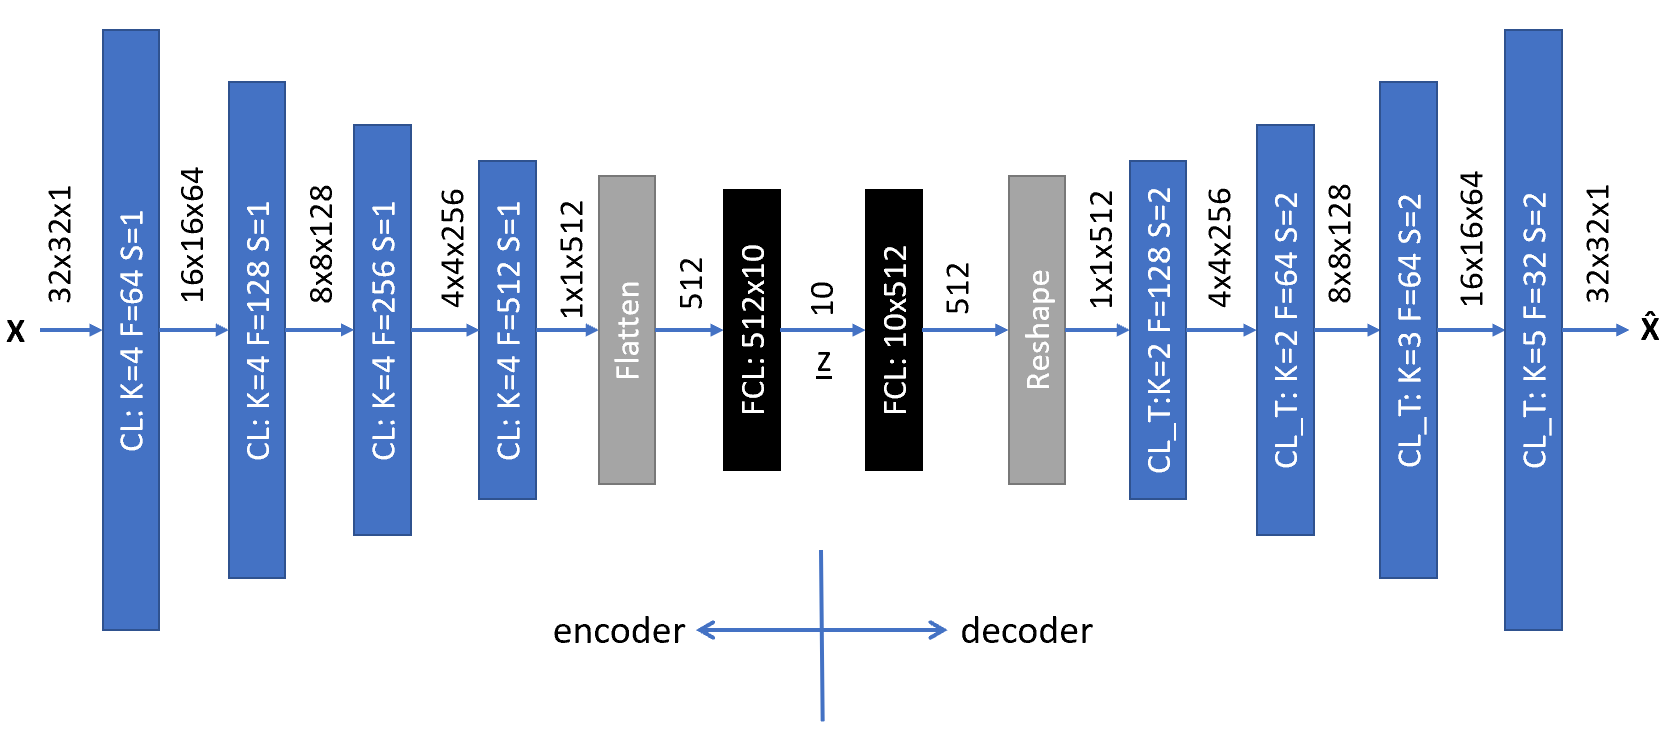 X
32x32x1
CL: K=4 F=64 S=1
16x16x64
CL: K=4 F=128 S=1
8x8x128
CL: K=4 F=256 S=1
4x4x256
CL: K=4 F=512 S=1
1x1x512
Flatten
512
FCL: 512x10
10
z
FCL: 10x512
512
Reshape
1x1x512
CL_T:K=2 F=128 S=2
4x4x256
CL_T: K=2 F=64 S=2
8x8x128
CL_T: K=3 F=64 S=2
16x16x64
CL_T: K=5 F=32 S=2
32x32x1
X̂
encoder
decoder